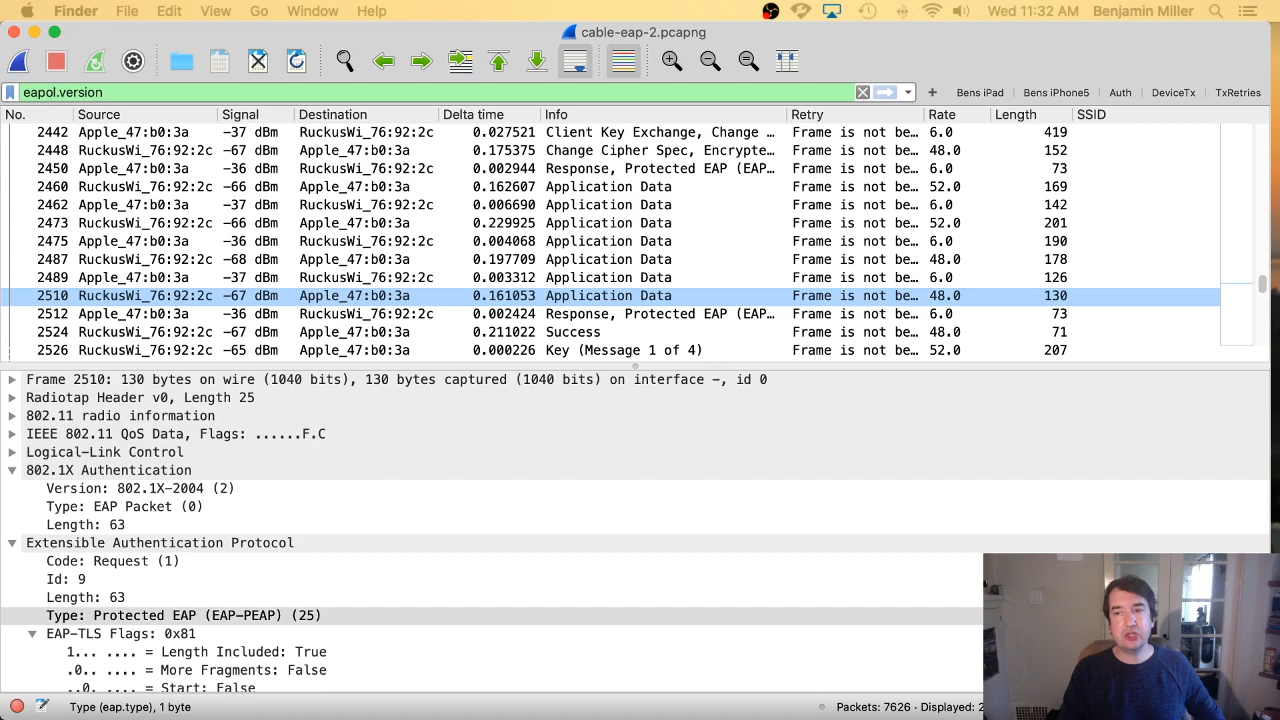 Finder File Edit View Go Window Help Wed 11:32 AM Benjamin Miller
cable-eap-2.pcapng
eapol.version Bens iPad Bens iPhone5 Auth DeviceTx TxRetries
No. Source Signal Destination Delta time Info Retry Rate Length SSID
2442 Apple_47:b0:3a -37 dBm RuckusWi_76:92:2c 0.027521 Client Key Exchange, Change … Frame is not be… 6.0 419
2448 RuckusWi_76:92:2c -67 dBm Apple_47:b0:3a 0.175375 Change Cipher Spec, Encrypte… Frame is not be… 48.0 152
2450 Apple_47:b0:3a -36 dBm RuckusWi_76:92:2c 0.002944 Response, Protected EAP (EAP… Frame is not be… 6.0 73
2460 RuckusWi_76:92:2c -66 dBm Apple_47:b0:3a 0.162607 Application Data Frame is not be… 52.0 169
2462 Apple_47:b0:3a -37 dBm RuckusWi_76:92:2c 0.006690 Application Data Frame is not be… 6.0 142
2473 RuckusWi_76:92:2c -66 dBm Apple_47:b0:3a 0.229925 Application Data Frame is not be… 52.0 201
2475 Apple_47:b0:3a -36 dBm RuckusWi_76:92:2c 0.004068 Application Data Frame is not be… 6.0 190
2487 RuckusWi_76:92:2c -68 dBm Apple_47:b0:3a 0.197709 Application Data Frame is not be… 48.0 178
2489 Apple_47:b0:3a -37 dBm RuckusWi_76:92:2c 0.003312 Application Data Frame is not be… 6.0 126
2510 RuckusWi_76:92:2c -67 dBm Apple_47:b0:3a 0.161053 Application Data Frame is not be… 48.0 130
2512 Apple_47:b0:3a -36 dBm RuckusWi_76:92:2c 0.002424 Response, Protected EAP (EAP… Frame is not be… 6.0 73
2524 RuckusWi_76:92:2c -67 dBm Apple_47:b0:3a 0.211022 Success Frame is not be… 48.0 71
2526 RuckusWi_76:92:2c -65 dBm Apple_47:b0:3a 0.000226 Key (Message 1 of 4) Frame is not be… 52.0 207
Frame 2510: 130 bytes on wire (1040 bits), 130 bytes captured (1040 bits) on interface -, id 0
Radiotap Header v0, Length 25
802.11 radio information
IEEE 802.11 QoS Data, Flags: ......F.C
Logical-Link Control
802.1X Authentication
Version: 802.1X-2004 (2)
Type: EAP Packet (0)
Length: 63
Extensible Authentication Protocol
Code: Request (1)
Id: 9
Length: 63
Type: Protected EAP (EAP-PEAP) (25)
EAP-TLS Flags: 0x81
1... .... = Length Included: True
.0.. .... = More Fragments: False
..0. .... = Start: False
Type (eap.type), 1 byte Packets: 7626 · Displayed: 2